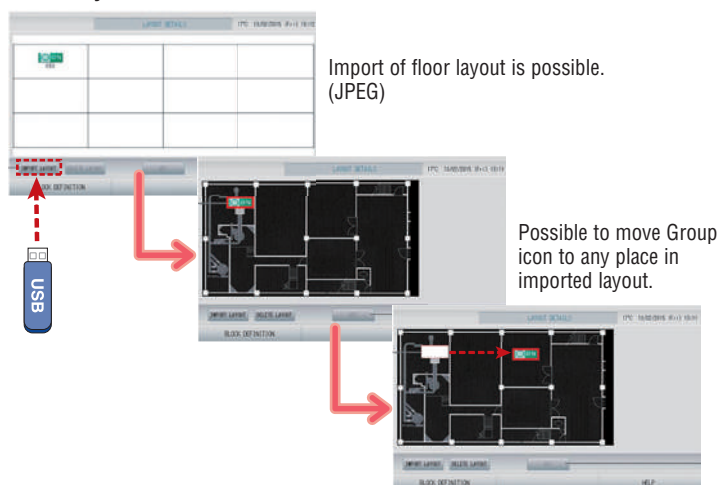 LAYOUT DETAILS
Import of floor layout is possible.
(JPEG)
IMPORT LAYOUT
BLOCK DEFINITION
USB
LAYOUT DETAILS
Possible to move Group
icon to any place in
imported layout.
IMPORT LAYOUT DELETE LAYOUT
BLOCK DEFINITION
LAYOUT DETAILS
IMPORT LAYOUT DELETE LAYOUT
BLOCK DEFINITION HELP